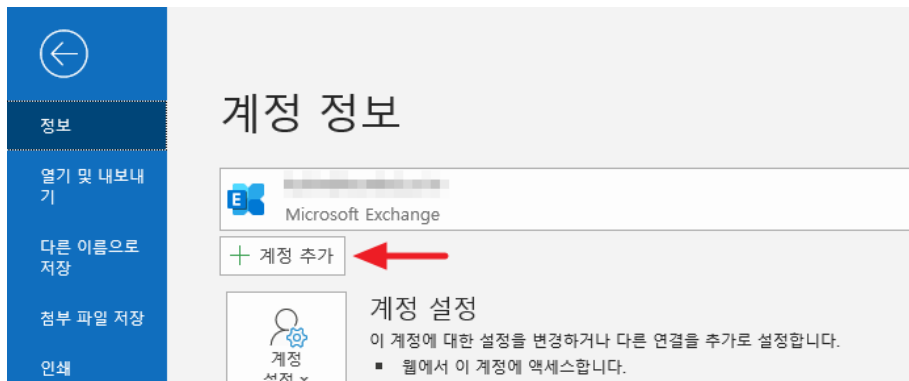 계정 정보
정보
열기 및 내보내
기
다른 이름으로
저장
첨부 파일 저장
인쇄
Microsoft Exchange
계정 추가
계정
설정
계정 설정
이 계정에 대한 설정을 변경하거나 다른 연결을 추가로 설정합니다.
▪ 웹에서 이 계정에 액세스합니다.